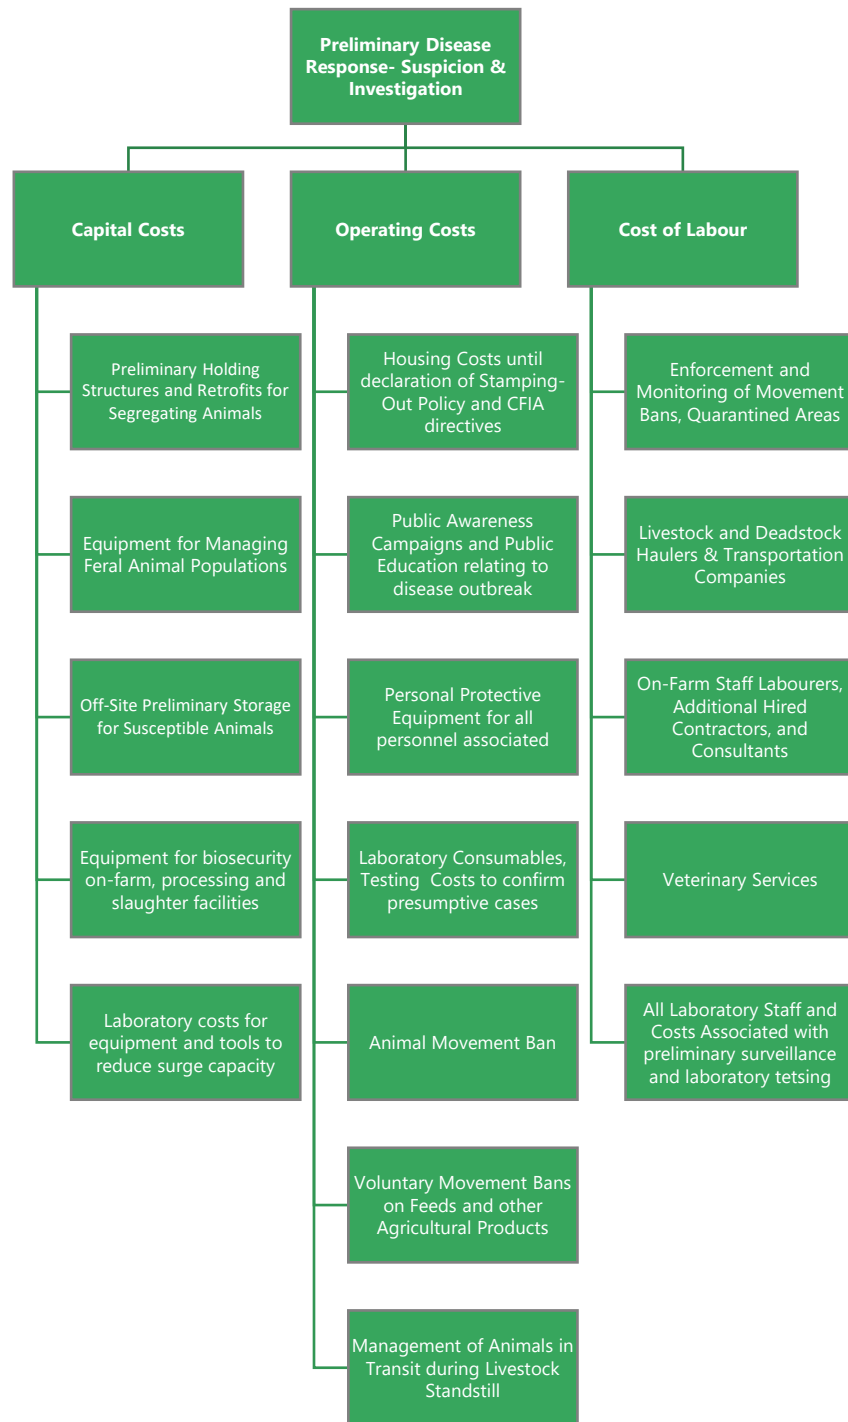 Preliminary Disease
Response- Suspicion &
Investigation
Capital Costs
Preliminary Holding
Structures and Retrofits for
Segregating Animals
Equipment for Managing
Feral Animal Populations
Off-Site Preliminary Storage
for Susceptible Animals
Equipment for biosecurity
on-farm, processing and
slaughter facilities
Laboratory costs for
equipment and tools to
reduce surge capacity
Operating Costs
Housing Costs until
declaration of Stamping-
Out Policy and CFIA
directives
Public Awareness
Campaigns and Public
Education relating to
disease outbreak
Personal Protective
Equipment for all
personnel associated
Laboratory Consumables,
Testing Costs to confirm
presumptive cases
Animal Movement Ban
Voluntary Movement Bans
on Feeds and other
Agricultural Products
Management of Animals in
Transit during Livestock
Standstill
Cost of Labour
Enforcement and
Monitoring of Movement
Bans, Quarantined Areas
Livestock and Deadstock
Haulers & Transportation
Companies
On-Farm Staff Labourers,
Additional Hired
Contractors, and
Consultants
Veterinary Services
All Laboratory Staff and
Costs Associated with
preliminary surveillance
and laboratory tetsing